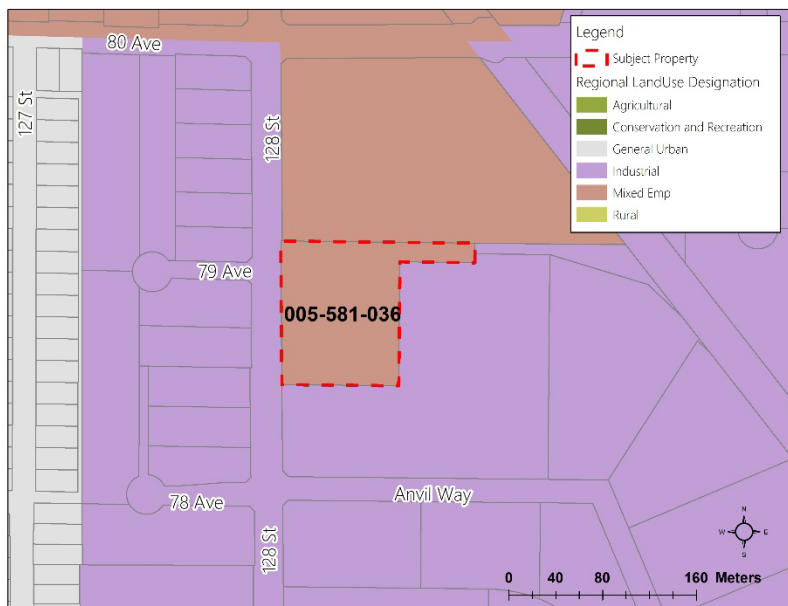 80 Ave
127 St
128 St
79 Ave
005-581-036
78 Ave
Anvil Way
128 St
Legend
Subject Property
Regional LandUse Designation
Agricultural
Conservation and Recreation
General Urban
Industrial
Mixed Emp
Rural
N
W E
S
0 40 80 160 Meters